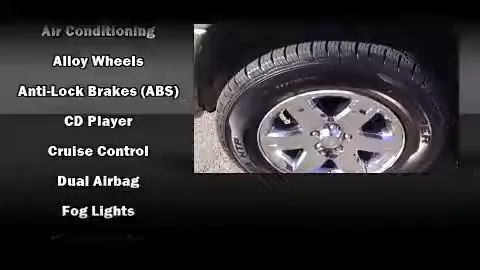 Air Conditioning
Alloy Wheels
Anti-Lock Brakes (ABS)
CD Player
Cruise Control
Dual Airbag
Fog Lights